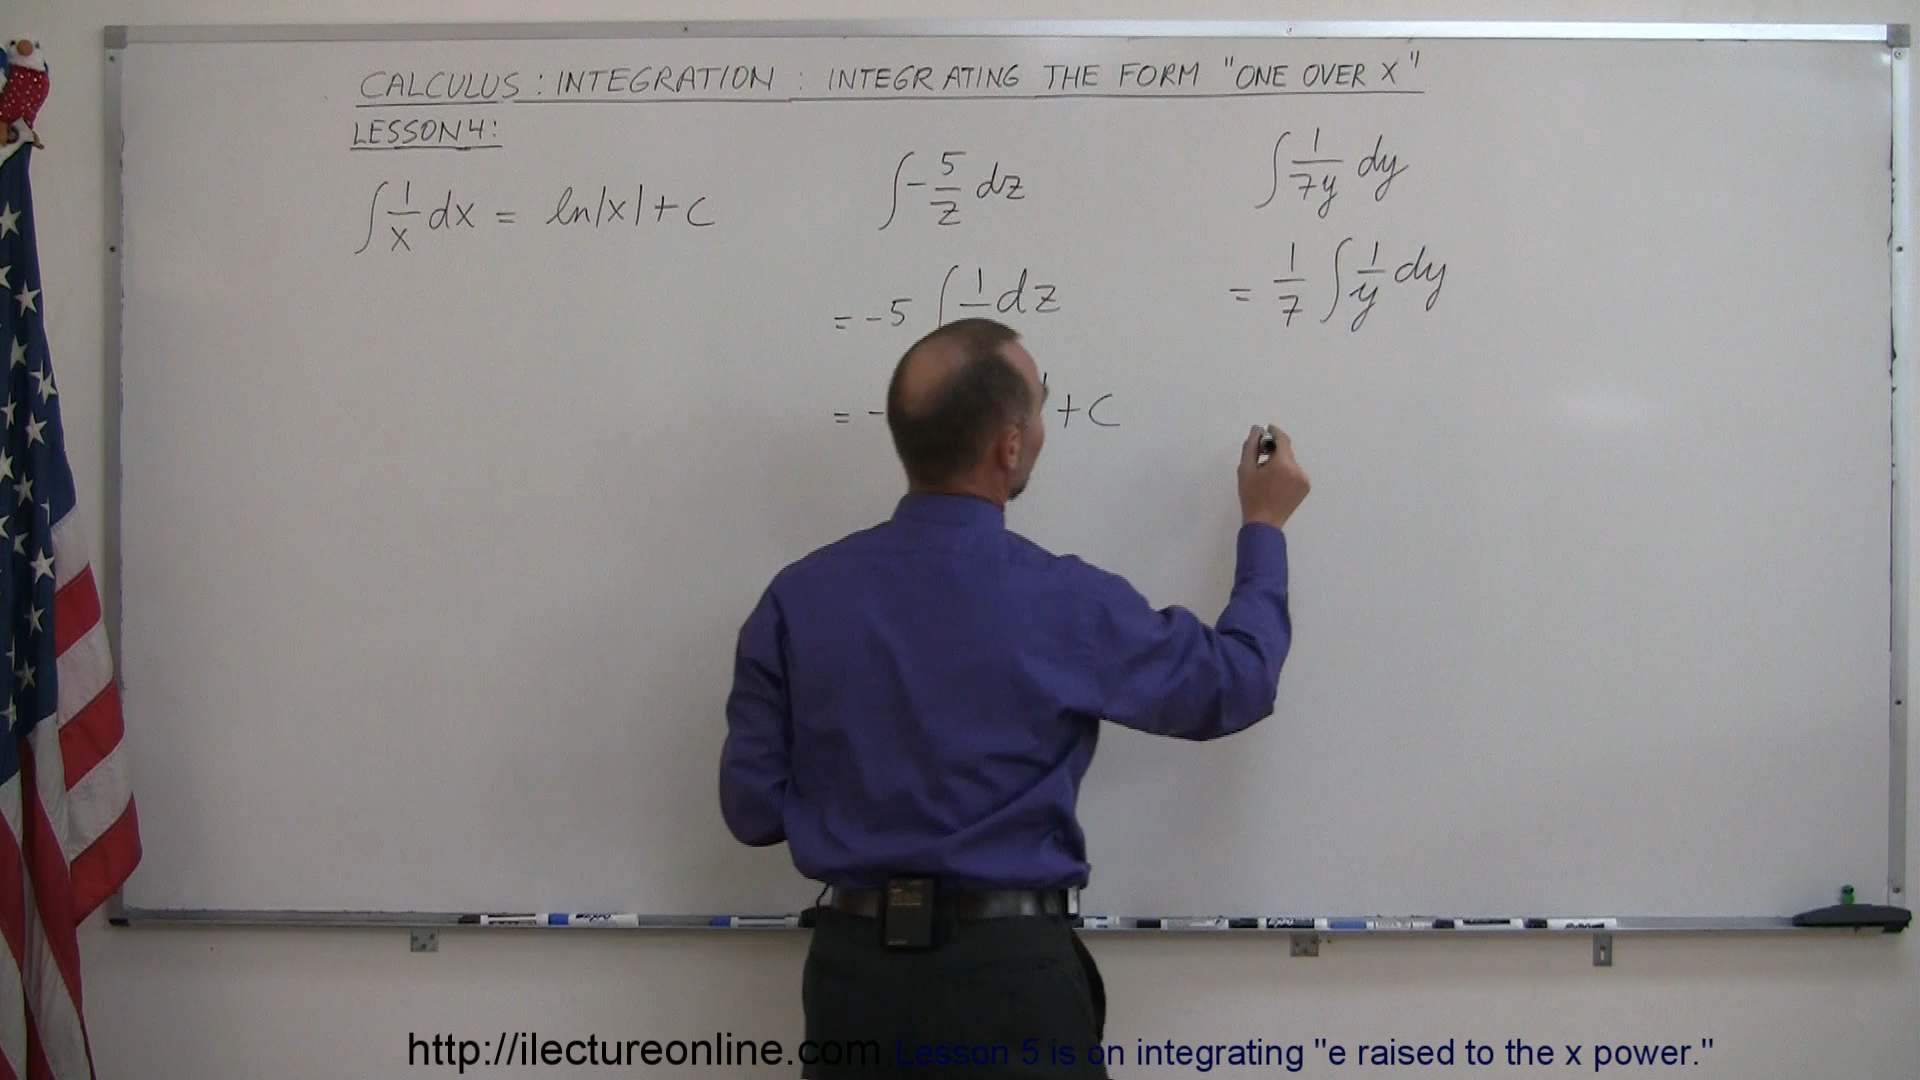 CALCULUS : INTEGRATION : INTEGRATING THE FORM "ONE OVER X"
LESSON 4:
∫ 1/x dx = ln|x| + C
∫ - 5/z dz
= -5 ∫ 1 dz
= - + C
∫ 1/7y dy
= 1/7 ∫ 1/y dy
http://ilectureonline.com Lesson 5 is on integrating "e raised to the x power."